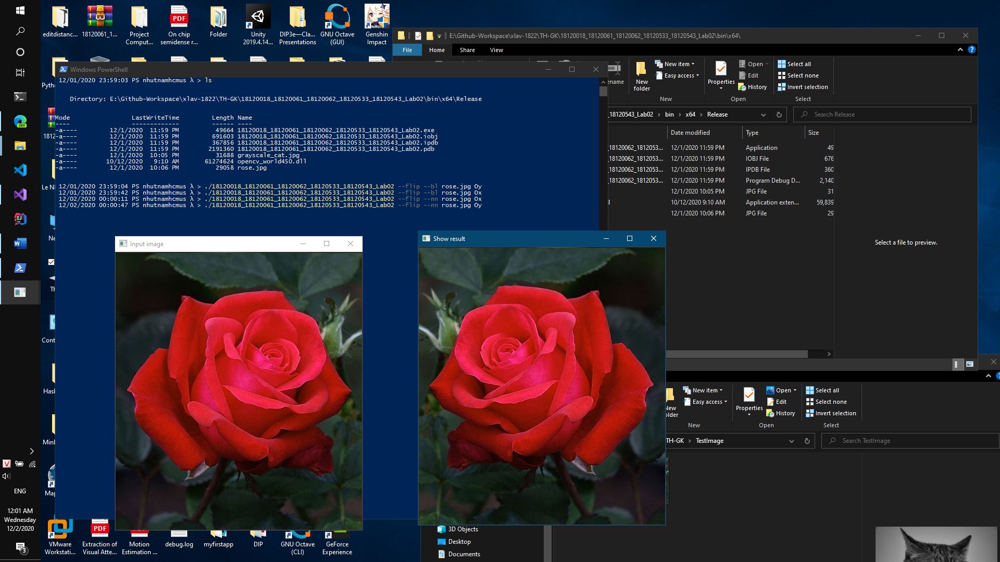 editdistanc...
18120061_1...
Project
Comput...
On chip
semidense r...
Folder
Unity
2019.4.14...
DIP3e—Cla...
Presentations
GNU Octave
(GUI)
Genshin
Impact
E:\Github-Workspace\xlav-1822\TH-GK\18120018_18120061_18120062_18120533_18120543_Lab02\bin\x64\
File
Home
Share
View
New item
Easy access
New
folder
New
Properties
Open
Edit
History
Open
Select all
Select none
Invert selection
Select
_18120543_Lab02 > bin > x64 > Release
Search Release
Date modified
Type
Size
_18120062_1812053... 12/1/2020 11:59 PM Application 49
_18120062_1812053... 12/1/2020 11:59 PM IOBJ File 676
_18120062_1812053... 12/1/2020 11:59 PM IPDB File 360
_18120062_1812053... 12/1/2020 11:59 PM Program Debug D... 2,140
12/1/2020 10:05 PM JPG File 31
10/12/2020 9:10 AM Application exten... 59,839
12/1/2020 10:06 PM JPG File 29
Select a file to preview.
Windows PowerShell
12/01/2020 23:59:03 PS nhutnamhcmus λ > ls
Directory: E:\Github-Workspace\xlav-1822\TH-GK\18120018_18120061_18120062_18120533_18120543_Lab02\bin\x64\Release
Mode LastWriteTime Length Name
---- ------------- ------ ----
-a---- 12/1/2020 11:59 PM 49664 18120018_18120061_18120062_18120533_18120543_Lab02.exe
-a---- 12/1/2020 11:59 PM 691603 18120018_18120061_18120062_18120533_18120543_Lab02.iobj
-a---- 12/1/2020 11:59 PM 367856 18120018_18120061_18120062_18120533_18120543_Lab02.ipdb
-a---- 12/1/2020 11:59 PM 2191360 18120018_18120061_18120062_18120533_18120543_Lab02.pdb
-a---- 12/1/2020 10:05 PM 31688 grayscale_cat.jpg
-a---- 10/12/2020 9:10 AM 61274624 opencv_world450.dll
-a---- 12/1/2020 10:06 PM 29058 rose.jpg
12/01/2020 23:59:04 PS nhutnamhcmus λ > ./18120018_18120061_18120062_18120533_18120543_Lab02 --flip --bl rose.jpg Oy
12/01/2020 23:59:42 PS nhutnamhcmus λ > ./18120018_18120061_18120062_18120533_18120543_Lab02 --flip --bl rose.jpg Ox
12/02/2020 00:00:11 PS nhutnamhcmus λ > ./18120018_18120061_18120062_18120533_18120543_Lab02 --flip --nn rose.jpg Ox
12/02/2020 00:00:47 PS nhutnamhcmus λ > ./18120018_18120061_18120062_18120533_18120543_Lab02 --flip --nn rose.jpg Oy
Input image
Show result
New item
Easy access
New
Properties
Open
Edit
History
Open
Select all
Select none
Invert selection
Select
TH-GK > TestImage
Search TestImage
3D Objects
Desktop
Documents
ENG
12:01 AM
Wednesday
12/2/2020
3
VMware
Workstati...
Extraction of
Visual Atte...
Motion
Estimation ...
debug.log
myfirstapp
DIP
GNU Octave
(CLI)
GeForce
Experience